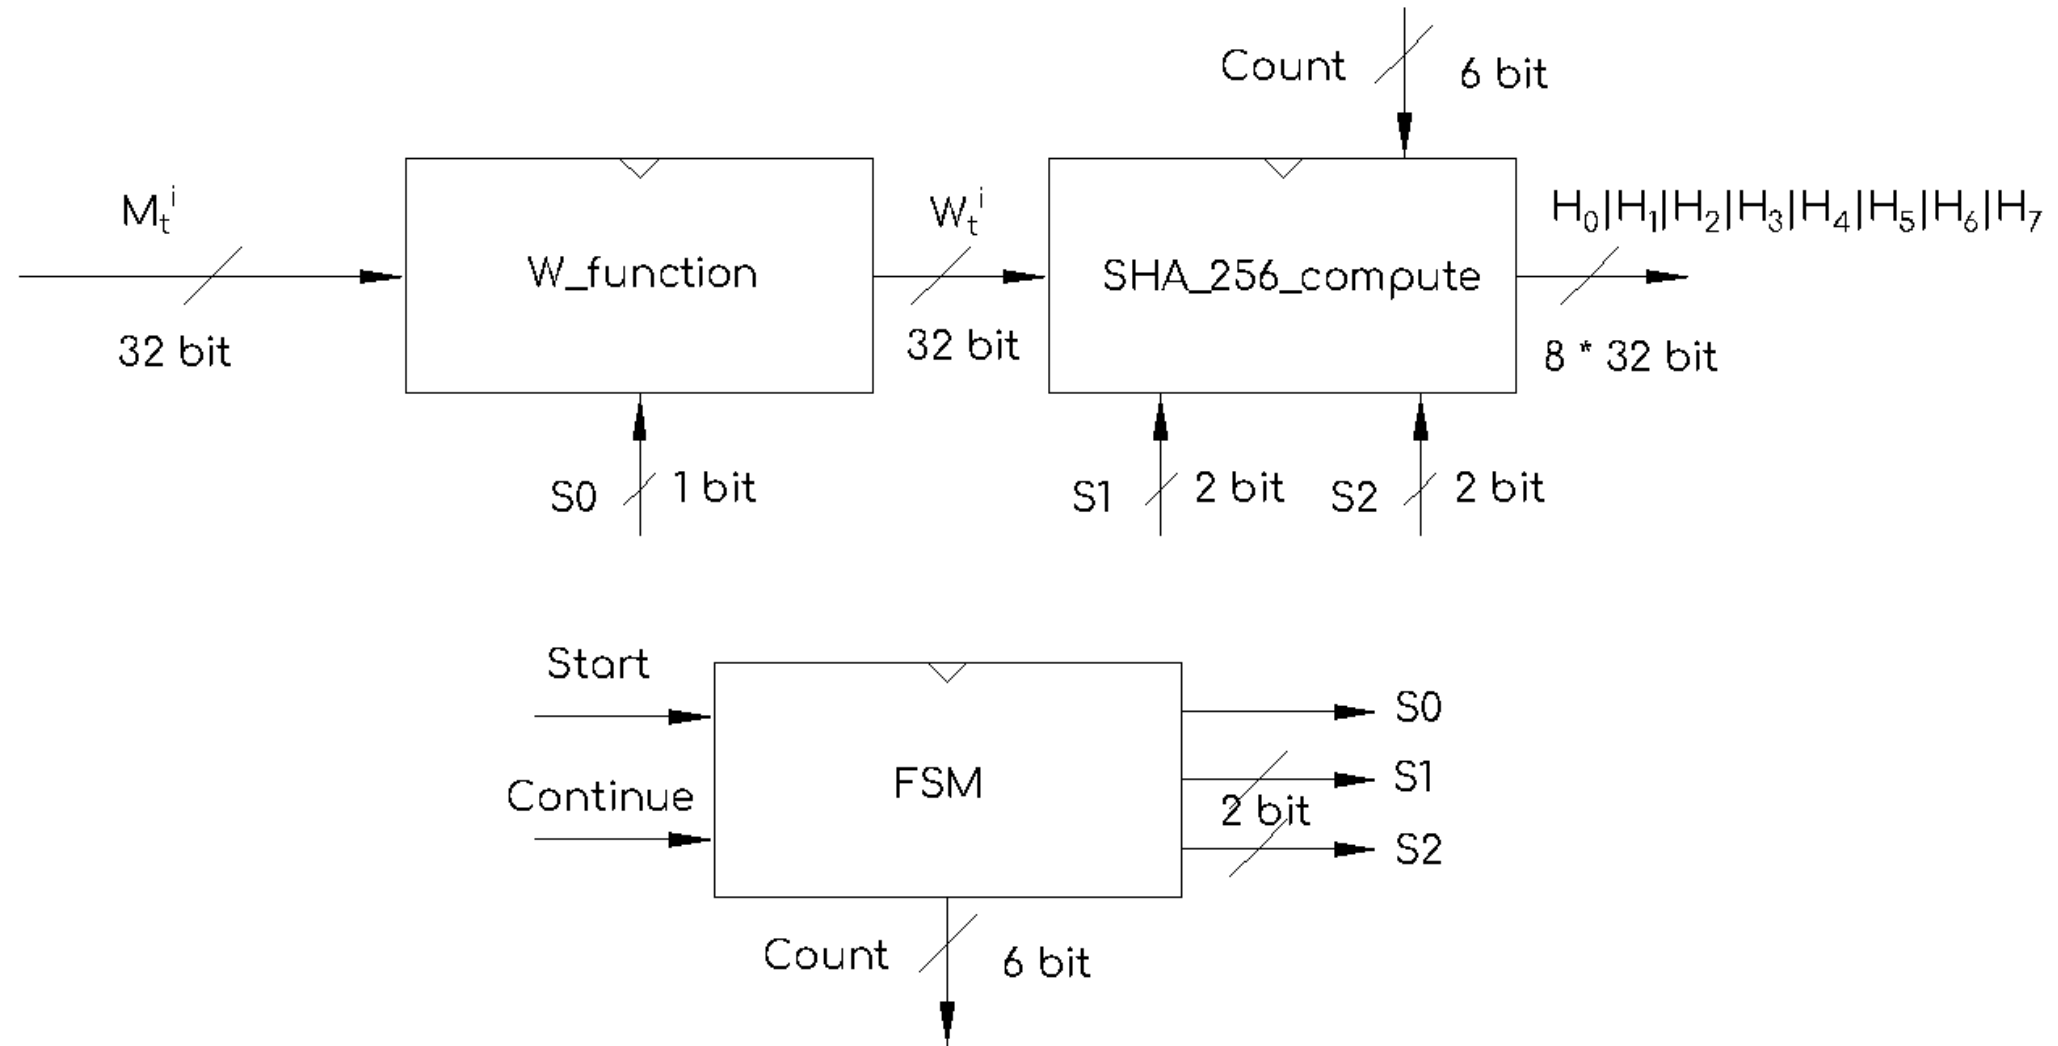 Count
6 bit
M_t^i
W_t^i
H_0|H_1|H_2|H_3|H_4|H_5|H_6|H_7
W_function
SHA_256_compute
32 bit
32 bit
8 * 32 bit
S0
1 bit
S1
2 bit
S2
2 bit
Start
Continue
FSM
S0
S1
2 bit
S2
Count
6 bit